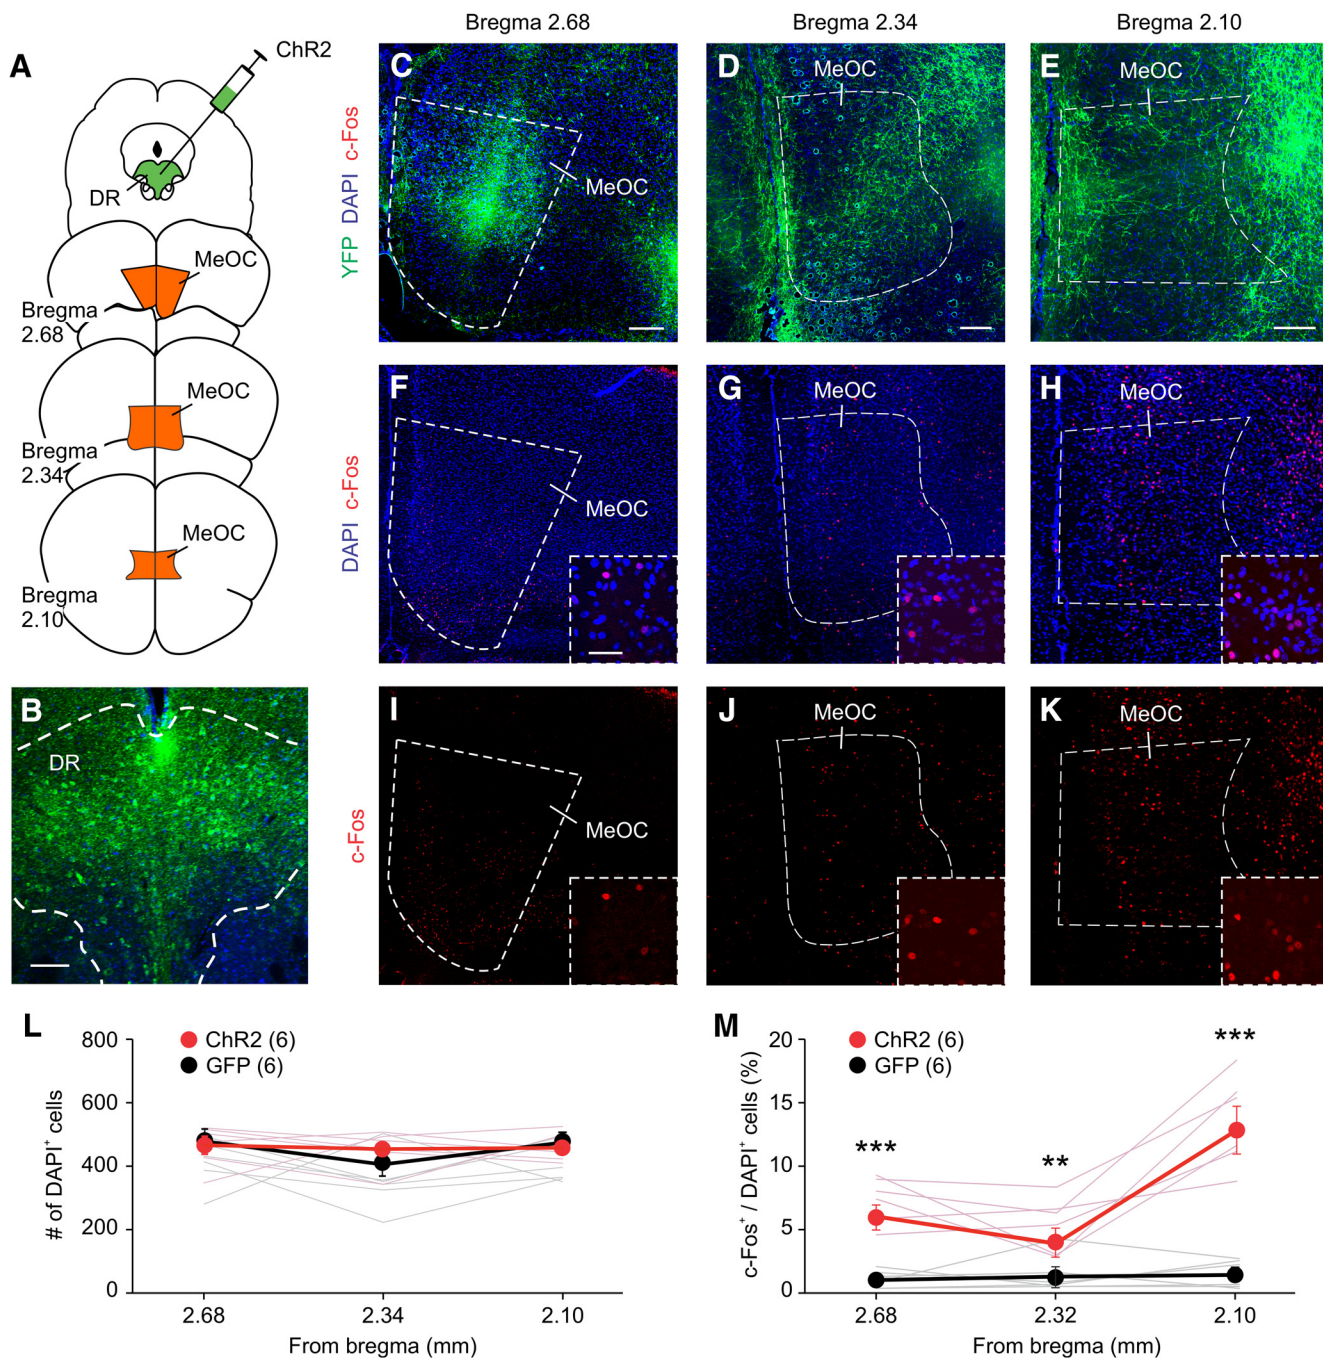 Bregma 2.68
Bregma 2.34
Bregma 2.10
A
ChR2
DR
MeOC
Bregma
2.68
MeOC
Bregma
2.34
MeOC
Bregma
2.10
B
DR
YFP DAPI c-Fos
C
MeOC
D
MeOC
E
MeOC
DAPI c-Fos
F
MeOC
G
MeOC
H
MeOC
c-Fos
I
MeOC
J
MeOC
K
MeOC
L
ChR2 (6)
GFP (6)
# of DAPI⁺ cells
800
600
400
200
0
2.68
2.34
2.10
From bregma (mm)
M
ChR2 (6)
GFP (6)
c-Fos⁺ / DAPI⁺ cells (%)
20
15
10
5
0
***
**
***
2.68
2.32
2.10
From bregma (mm)